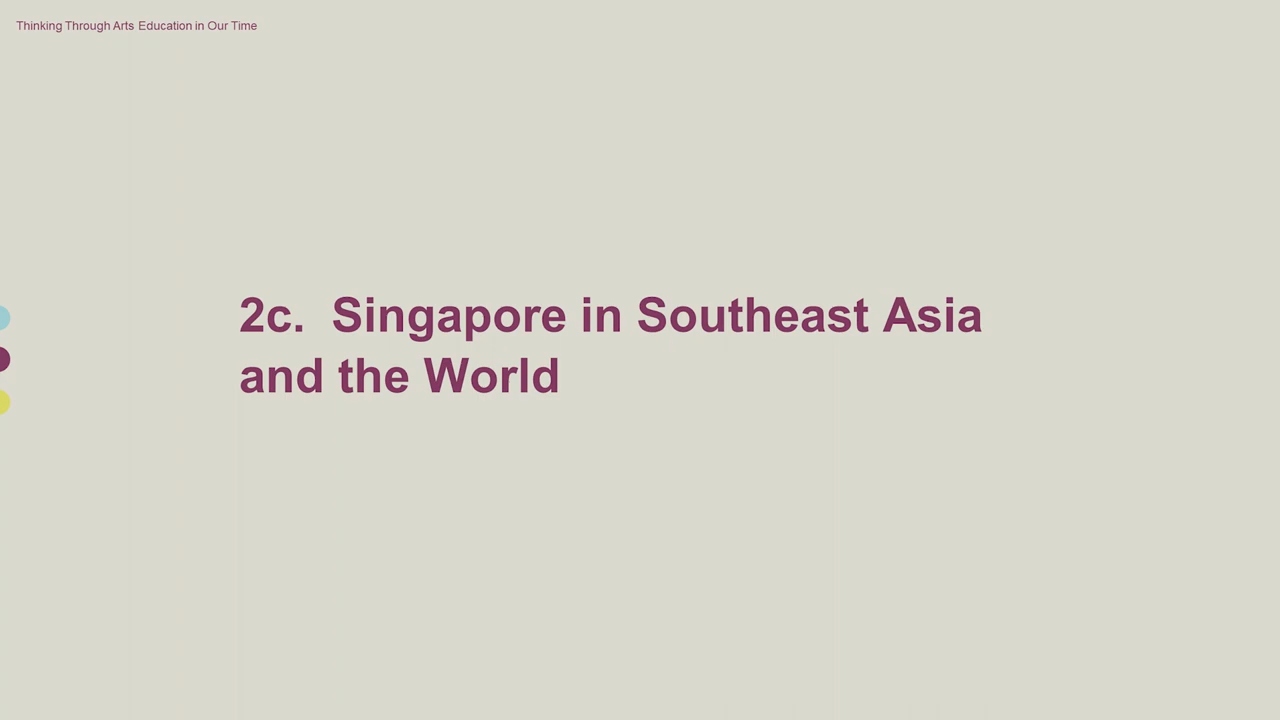 Thinking Through Arts Education in Our Time
2c. Singapore in Southeast Asia
and the World